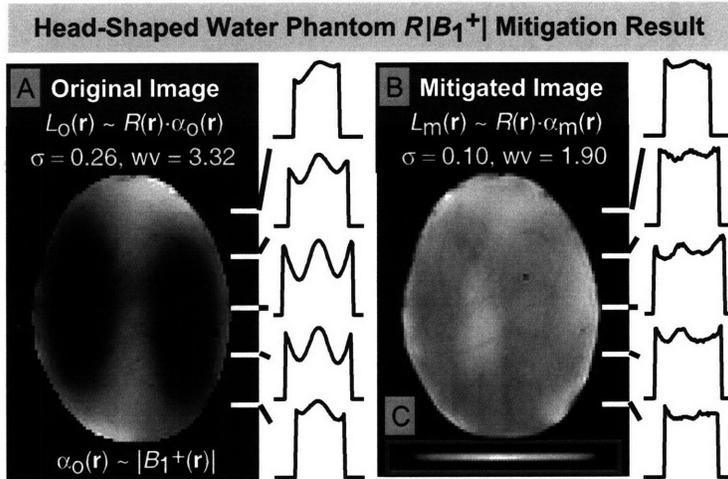 Head-Shaped Water Phantom R|B₁⁺| Mitigation Result
A Original Image
Lₒ(r) ~ R(r)·αₒ(r)
σ = 0.26, wv = 3.32
αₒ(r) ~ |B₁⁺(r)|
B Mitigated Image
Lₘ(r) ~ R(r)·αₘ(r)
σ = 0.10, wv = 1.90
C